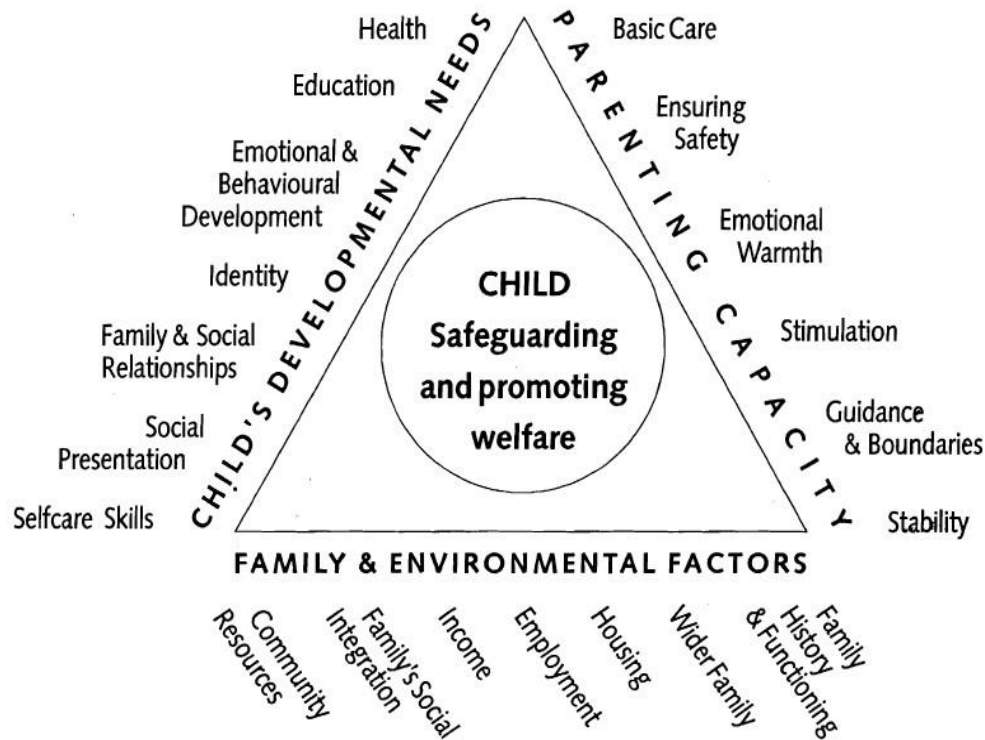 Health
Education
Emotional &
Behavioural
Development
Identity
Family & Social
Relationships
Social
Presentation
Selfcare Skills
CHILD'S DEVELOPMENTAL NEEDS
PARENTING CAPACITY
Basic Care
Ensuring
Safety
Emotional
Warmth
Stimulation
Guidance
& Boundaries
Stability
CHILD
Safeguarding
and promoting
welfare
FAMILY & ENVIRONMENTAL FACTORS
Community
Resources
Family's Social
Integration
Income
Employment
Housing
Wider Family
Family
History
& Functioning